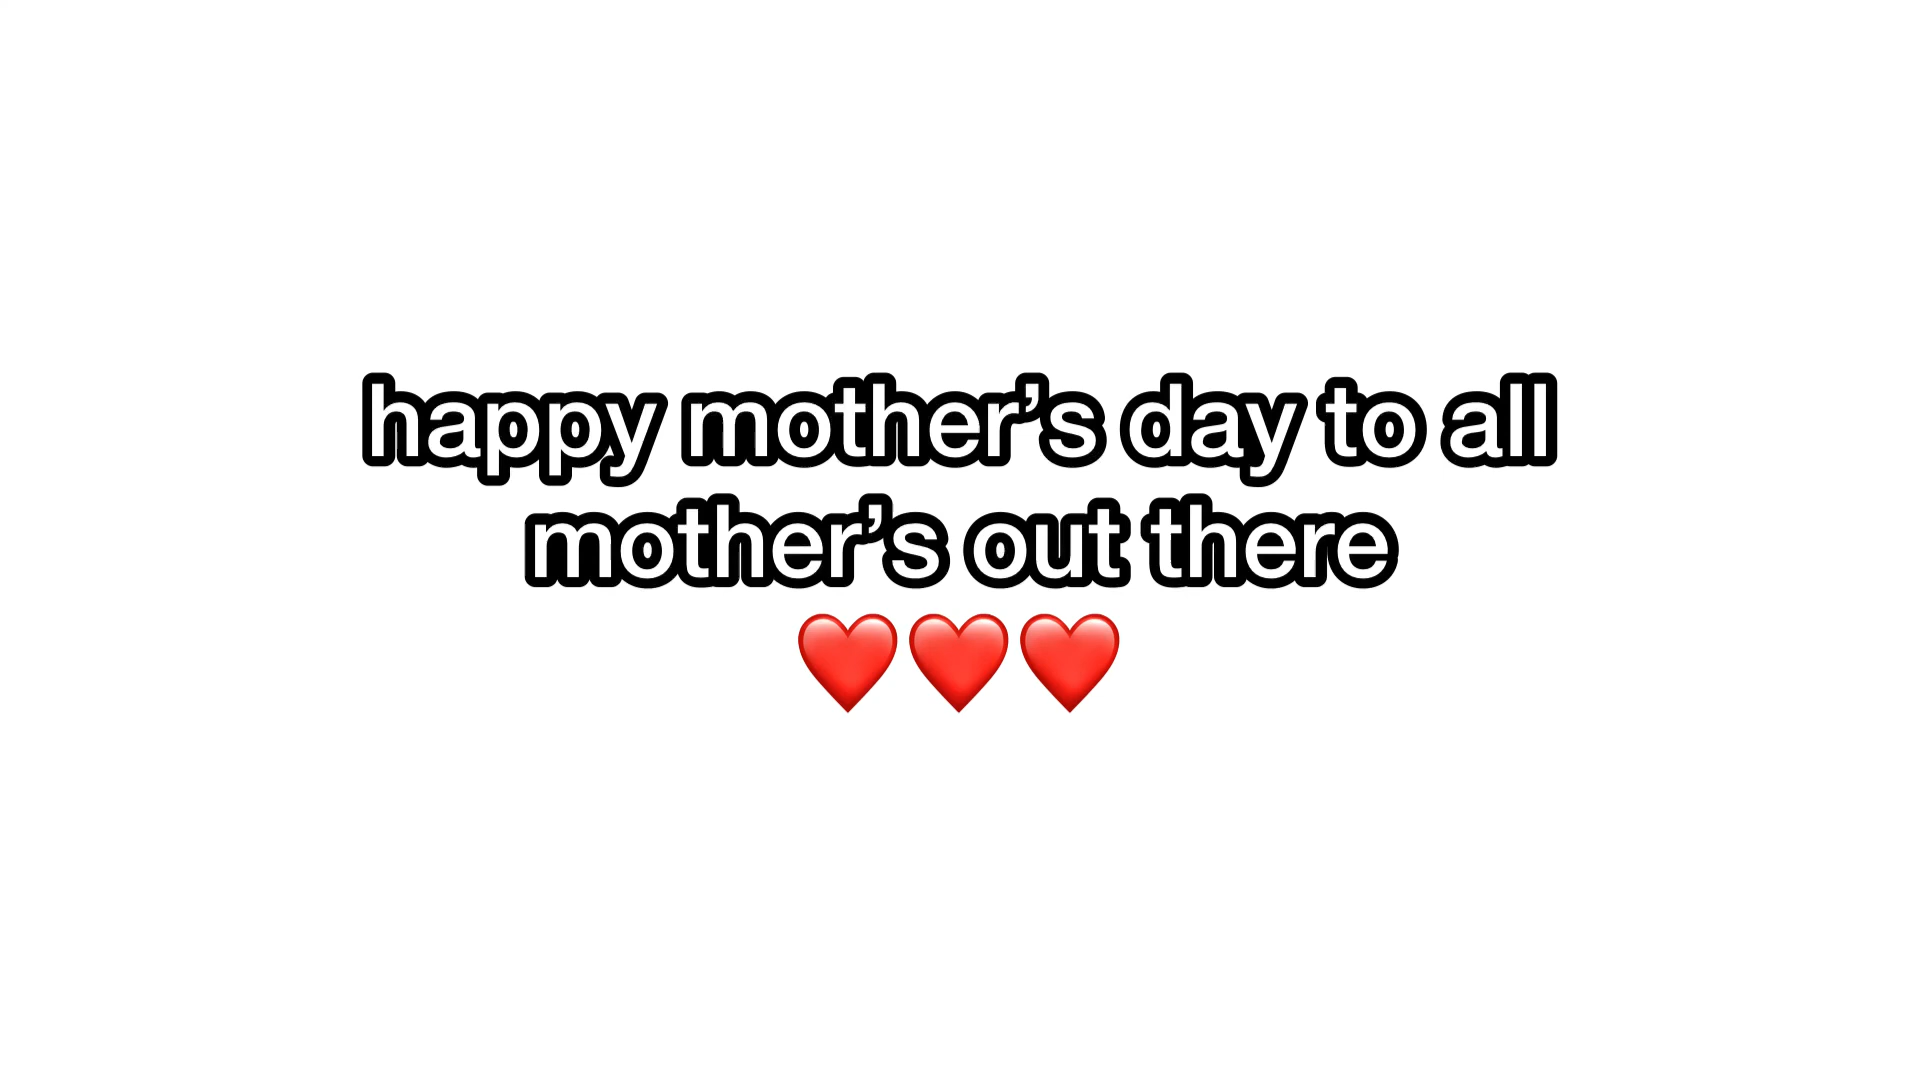 happy mother’s day to all
mother’s out there
❤️❤️❤️